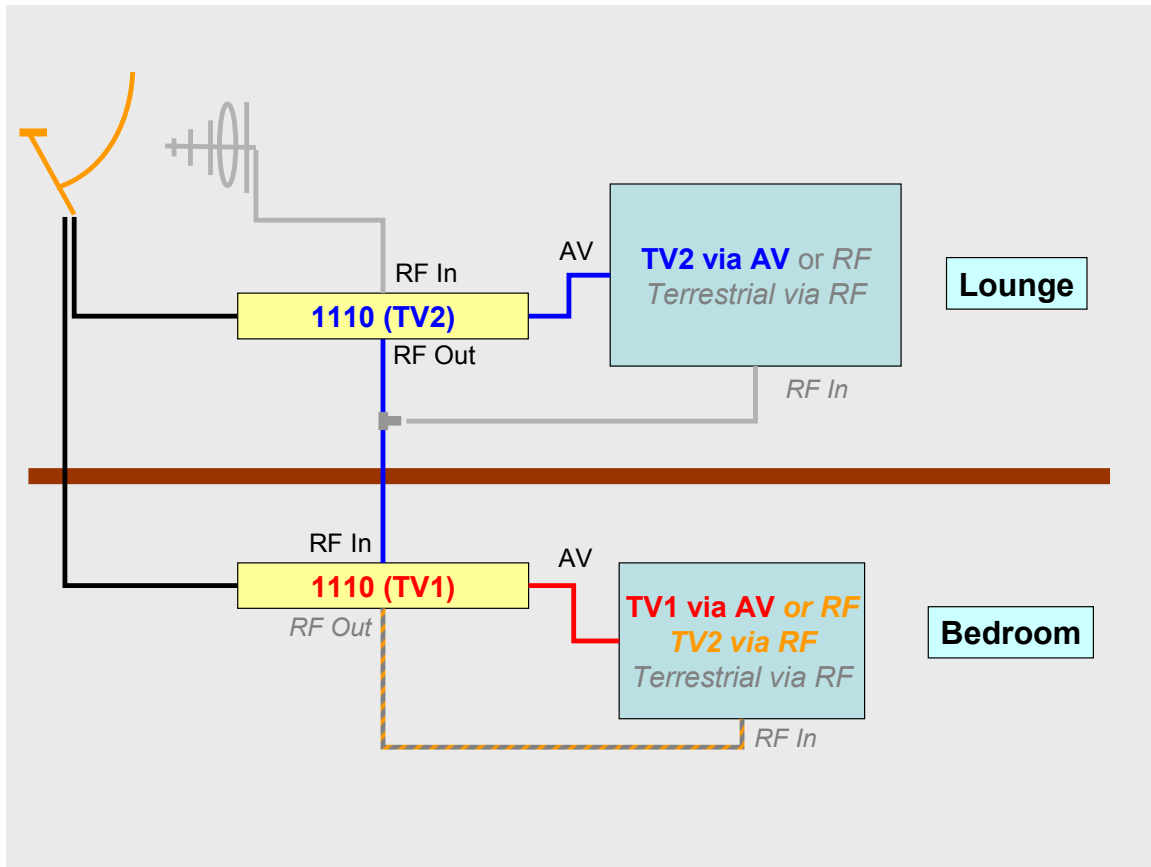 RF In
AV
1110 (TV2)
RF Out
TV2 via AV or RF
Terrestrial via RF
Lounge
RF In
RF In
AV
1110 (TV1)
RF Out
TV1 via AV or RF
TV2 via RF
Terrestrial via RF
Bedroom
RF In